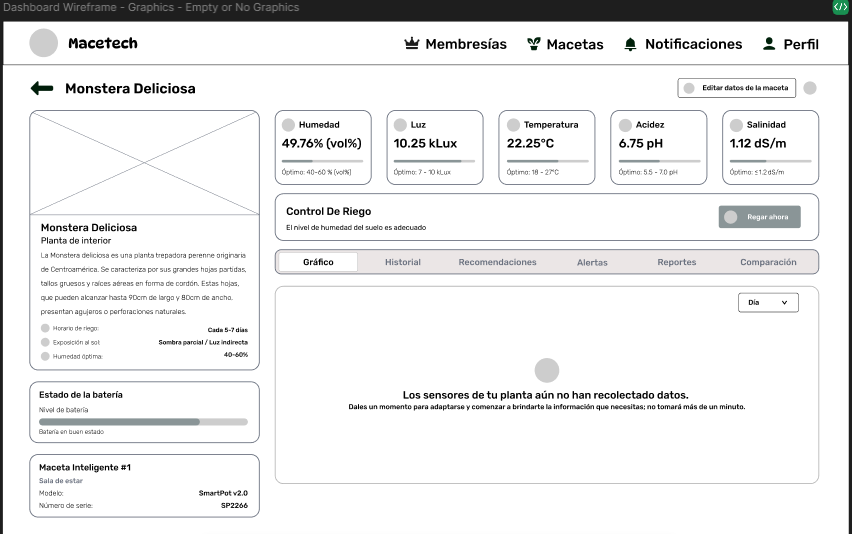 Dashboard Wireframe - Graphics - Empty or No Graphics
Macetech
Membresías
Macetas
Notificaciones
Perfil
Monstera Deliciosa
Editar datos de la maceta
Monstera Deliciosa
Planta de interior
La Monstera deliciosa es una planta trepadora perenne originaria
de Centroamérica. Se caracteriza por sus grandes hojas partidas,
tallos gruesos y raíces aéreas en forma de cordón. Estas hojas,
que pueden alcanzar hasta 90cm de largo y 80cm de ancho,
presentan agujeros o perforaciones naturales.
Horario de riego: Cada 5-7 días
Exposición al sol: Sombra parcial / Luz indirecta
Humedad óptima: 40-60%
Estado de la batería
Nivel de batería
Batería en buen estado
Maceta Inteligente #1
Sala de estar
Modelo: SmartPot v2.0
Número de serie: SP2266
Humedad
49.76% (vol%)
Óptimo: 40-60 % (vol%)
Luz
10.25 kLux
Óptimo: 7 - 10 kLux
Temperatura
22.25°C
Óptimo: 18 - 27°C
Acidez
6.75 pH
Óptimo: 5.5 - 7.0 pH
Salinidad
1.12 dS/m
Óptimo: ≤1.2 dS/m
Control De Riego
El nivel de humedad del suelo es adecuado
Regar ahora
Gráfico
Historial
Recomendaciones
Alertas
Reportes
Comparación
Día
Los sensores de tu planta aún no han recolectado datos.
Dales un momento para adaptarse y comenzar a brindarte la información que necesitas; no tomará más de un minuto.